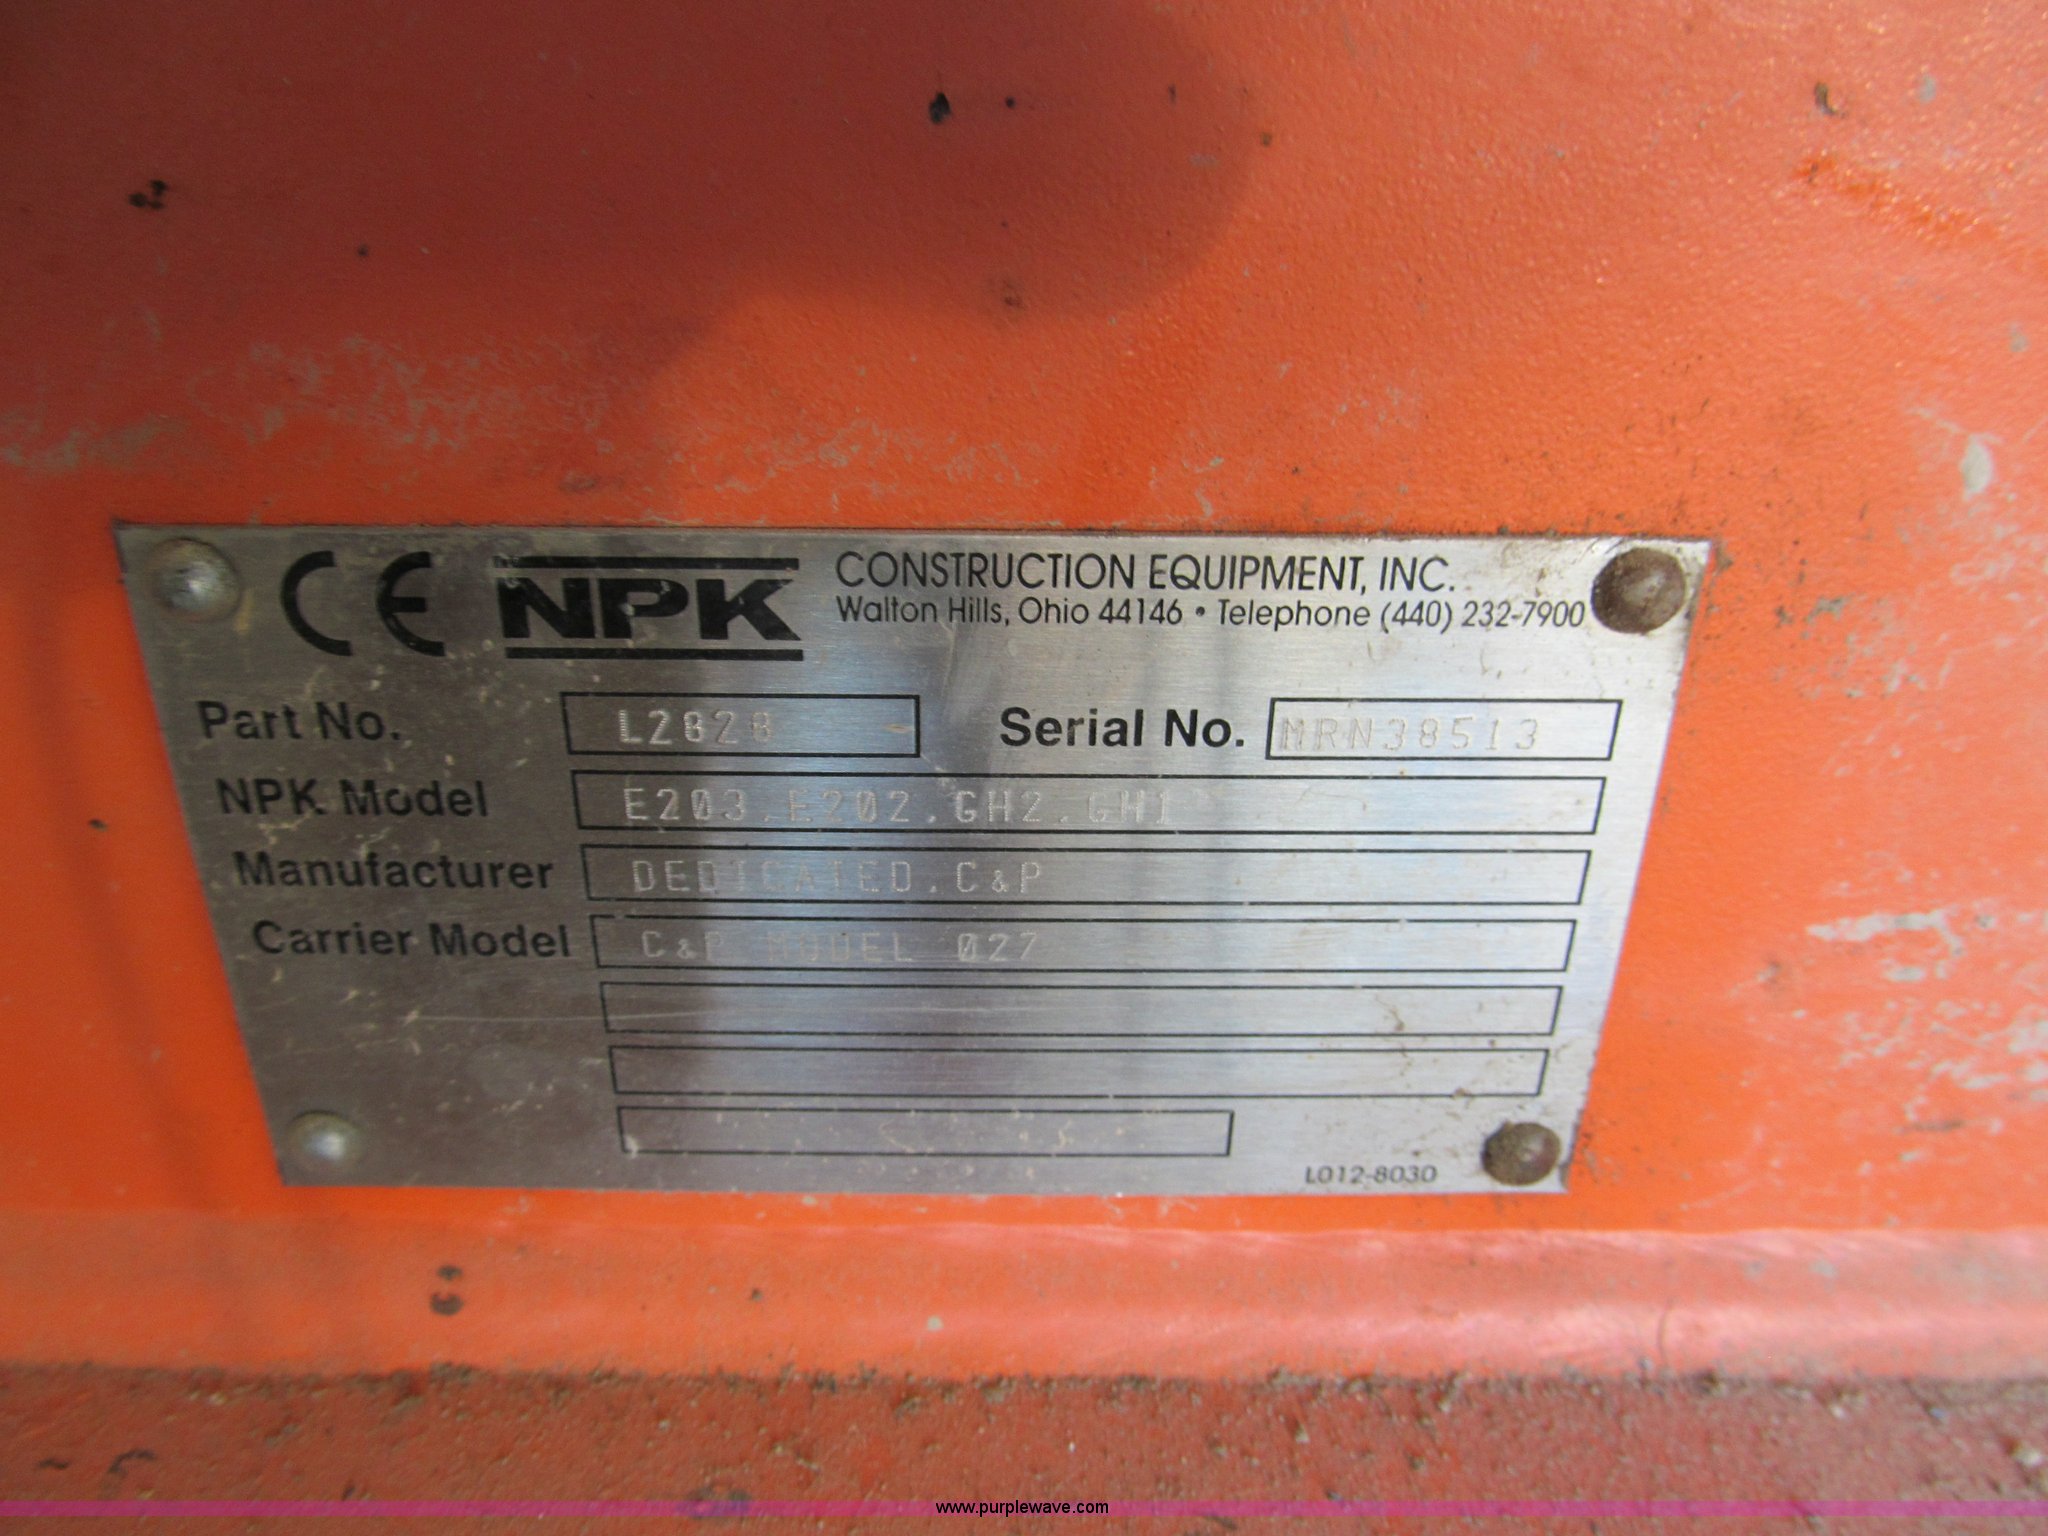 CE NPK CONSTRUCTION EQUIPMENT, INC.
Walton Hills, Ohio 44146 • Telephone (440) 232-7900
Part No. L2828 Serial No. MRN38513
NPK Model E203.E202.GH2.GH1
Manufacturer DEDICATED.C&P
Carrier Model C&P MODEL 027
L012-8030
www.purplewave.com